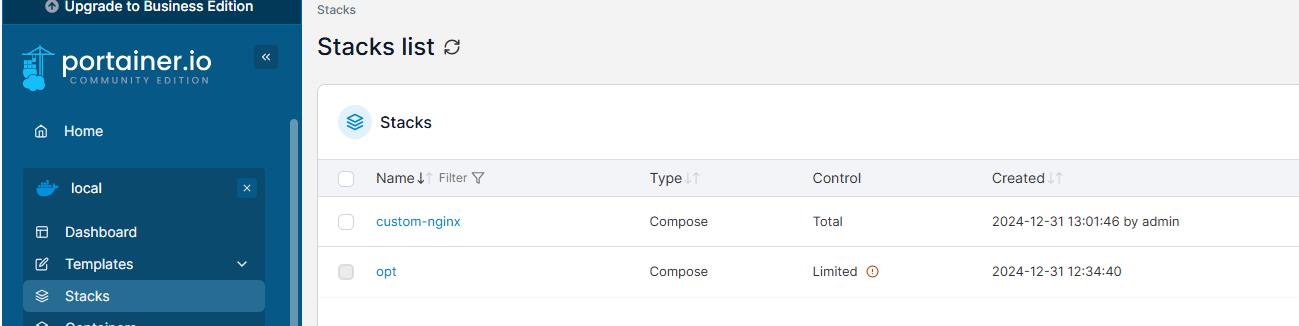 Upgrade to Business Edition
portainer.io
COMMUNITY EDITION
Home
local
Dashboard
Templates
Stacks
Containers
Stacks
Stacks list
Stacks
Name Filter Type Control Created
custom-nginx Compose Total 2024-12-31 13:01:46 by admin
opt Compose Limited 2024-12-31 12:34:40